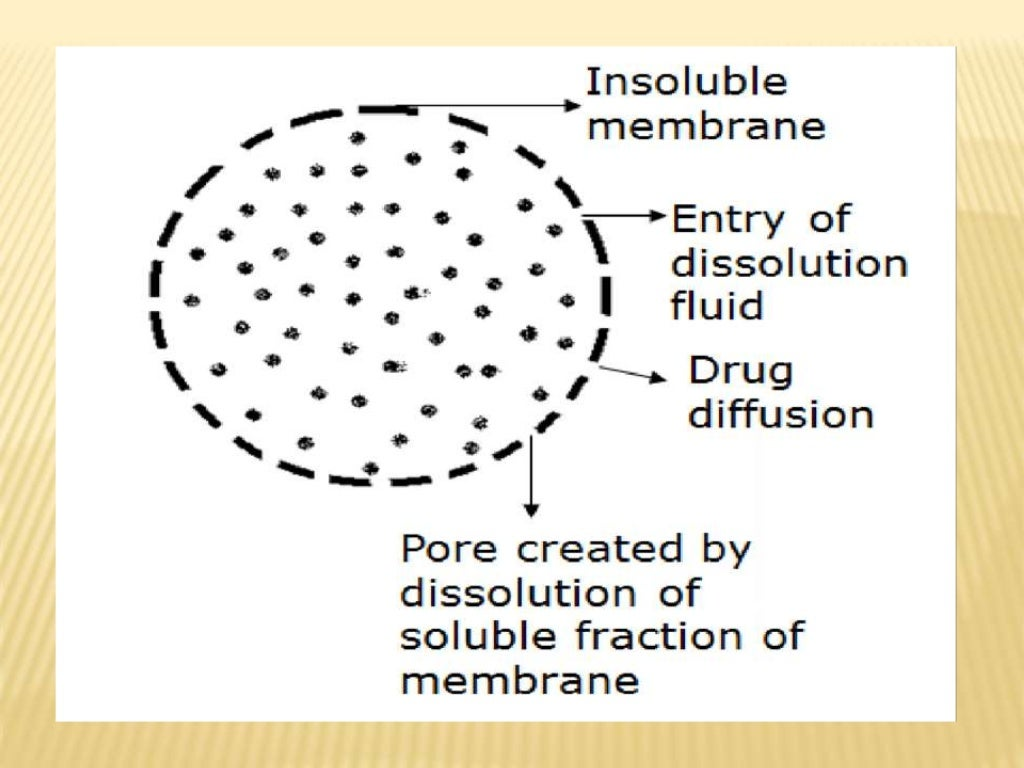 Insoluble
membrane
Entry of
dissolution
fluid
Drug
diffusion
Pore created by
dissolution of
soluble fraction of
membrane